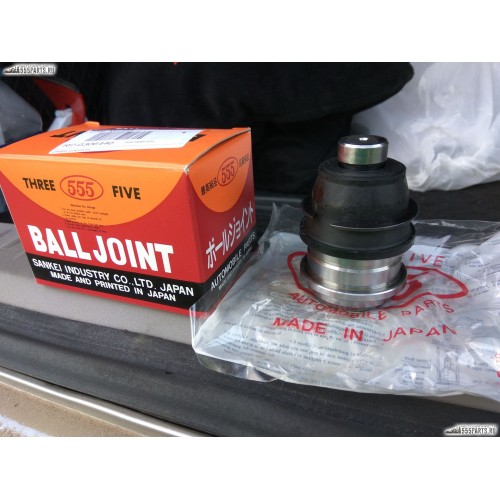 555PARTS.RU
THREE 555 FIVE
BALL JOINT
SANKEI INDUSTRY CO., LTD. JAPAN
MADE AND PRINTED IN JAPAN
555
ボールジョイント
AUTOMOBILE PARTS
FIVE
AUTOMOBILE PARTS
MADE IN JAPAN
555PARTS.RU